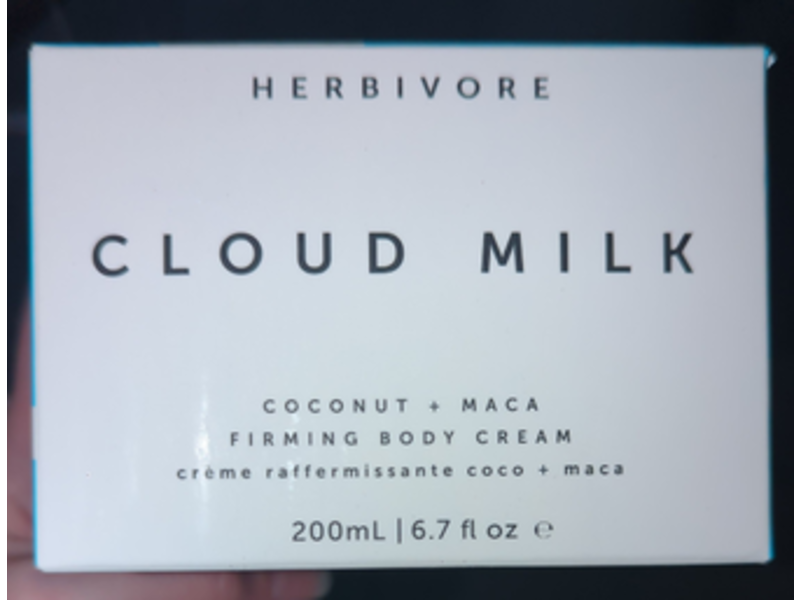 HERBIVORE
CLOUD MILK
COCONUT + MACA
FIRMING BODY CREAM
crème raffermissante coco + maca
200mL | 6.7 fl oz ℮